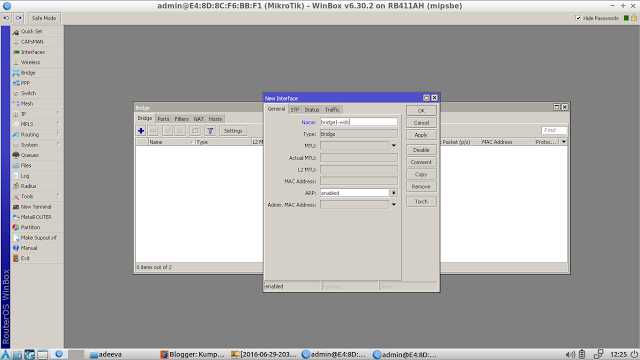 admin@E4:8D:8C:F6:BB:F1 (MikroTik) - WinBox v6.30.2 on RB411AH (mipsbe)
Safe Mode
Hide Passwords
Quick Set
CAPsMAN
Interfaces
Wireless
Bridge
PPP
Switch
Mesh
IP
MPLS
Routing
System
Queues
Files
Log
Radius
Tools
New Terminal
MetaROUTER
Partition
Make Supout.rif
Manual
Exit
RouterOS WinBox
Bridge
Bridge Ports Filters NAT Hosts
Settings
Find
Name Type L2 M
Packet (p/s) MAC Address Protoc...
0 items out of 2
New Interface
General STP Status Traffic
Name:
Type: Bridge
MTU:
Actual MTU:
L2 MTU:
MAC Address:
ARP: enabled
Admin. MAC Address:
OK
Cancel
Apply
Disable
Comment
Copy
Remove
Torch
enabled
adeeva
Blogger: Kump...
[2016-06-29-203...
admin@E4:8D:...
admin@E4:8D:...
12:25